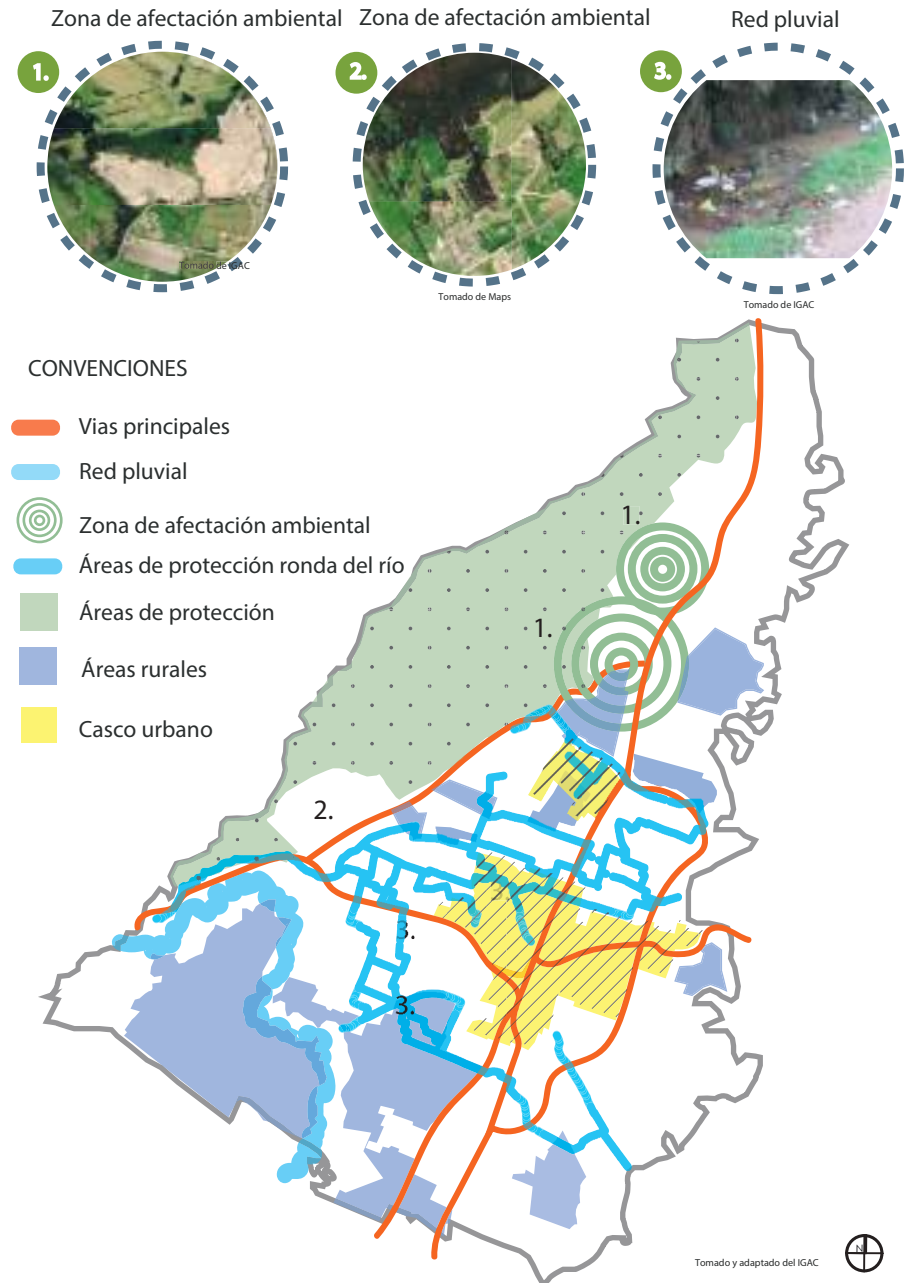 Zona de afectación ambiental
Zona de afectación ambiental
Red pluvial
1.
2.
3.
Tomado de IGAC
Tomado de Maps
Tomado de IGAC
CONVENCIONES
Vias principales
Red pluvial
Zona de afectación ambiental
Áreas de protección ronda del río
Áreas de protección
Áreas rurales
Casco urbano
1.
1.
2.
3.
3.
3.
Tomado y adaptado del IGAC
N